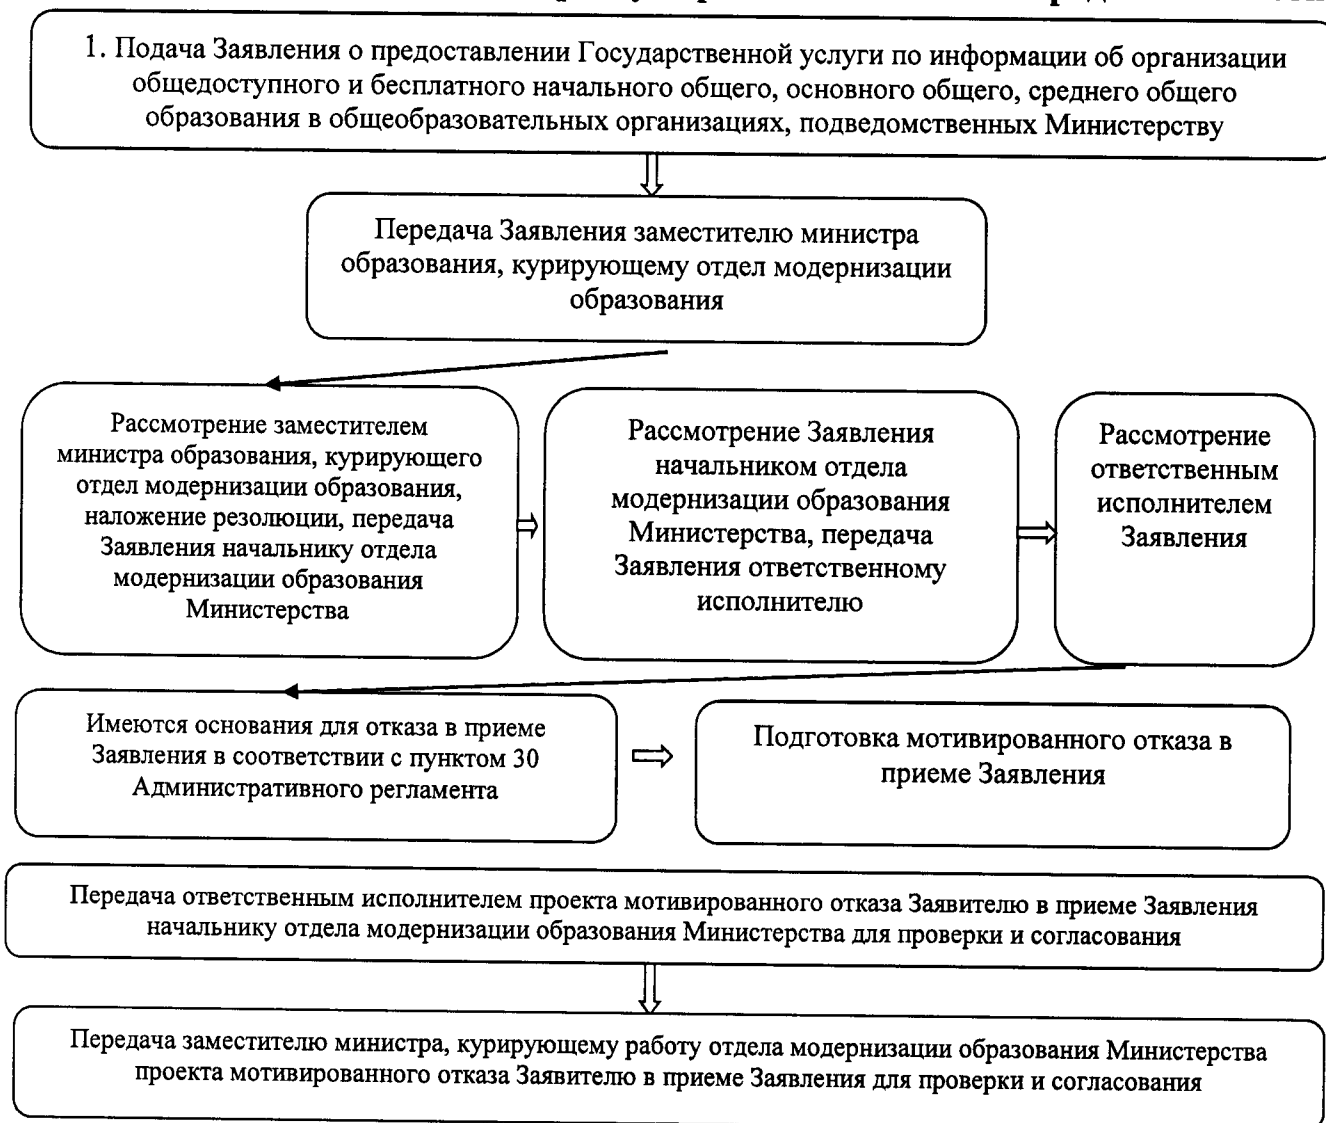 1. Подача Заявления о предоставлении Государственной услуги по информации об организации
общедоступного и бесплатного начального общего, основного общего, среднего общего
образования в общеобразовательных организациях, подведомственных Министерству
Передача Заявления заместителю министра
образования, курирующему отдел модернизации
образования
Рассмотрение заместителем
министра образования, курирующего
отдел модернизации образования,
наложение резолюции, передача
Заявления начальнику отдела
модернизации образования
Министерства
Рассмотрение Заявления
начальником отдела
модернизации образования
Министерства, передача
Заявления ответственному
исполнителю
Рассмотрение
ответственным
исполнителем
Заявления
Имеются основания для отказа в приеме
Заявления в соответствии с пунктом 30
Административного регламента
Подготовка мотивированного отказа в
приеме Заявления
Передача ответственным исполнителем проекта мотивированного отказа Заявителю в приеме Заявления
начальнику отдела модернизации образования Министерства для проверки и согласования
Передача заместителю министра, курирующему работу отдела модернизации образования Министерства
проекта мотивированного отказа Заявителю в приеме Заявления для проверки и согласования